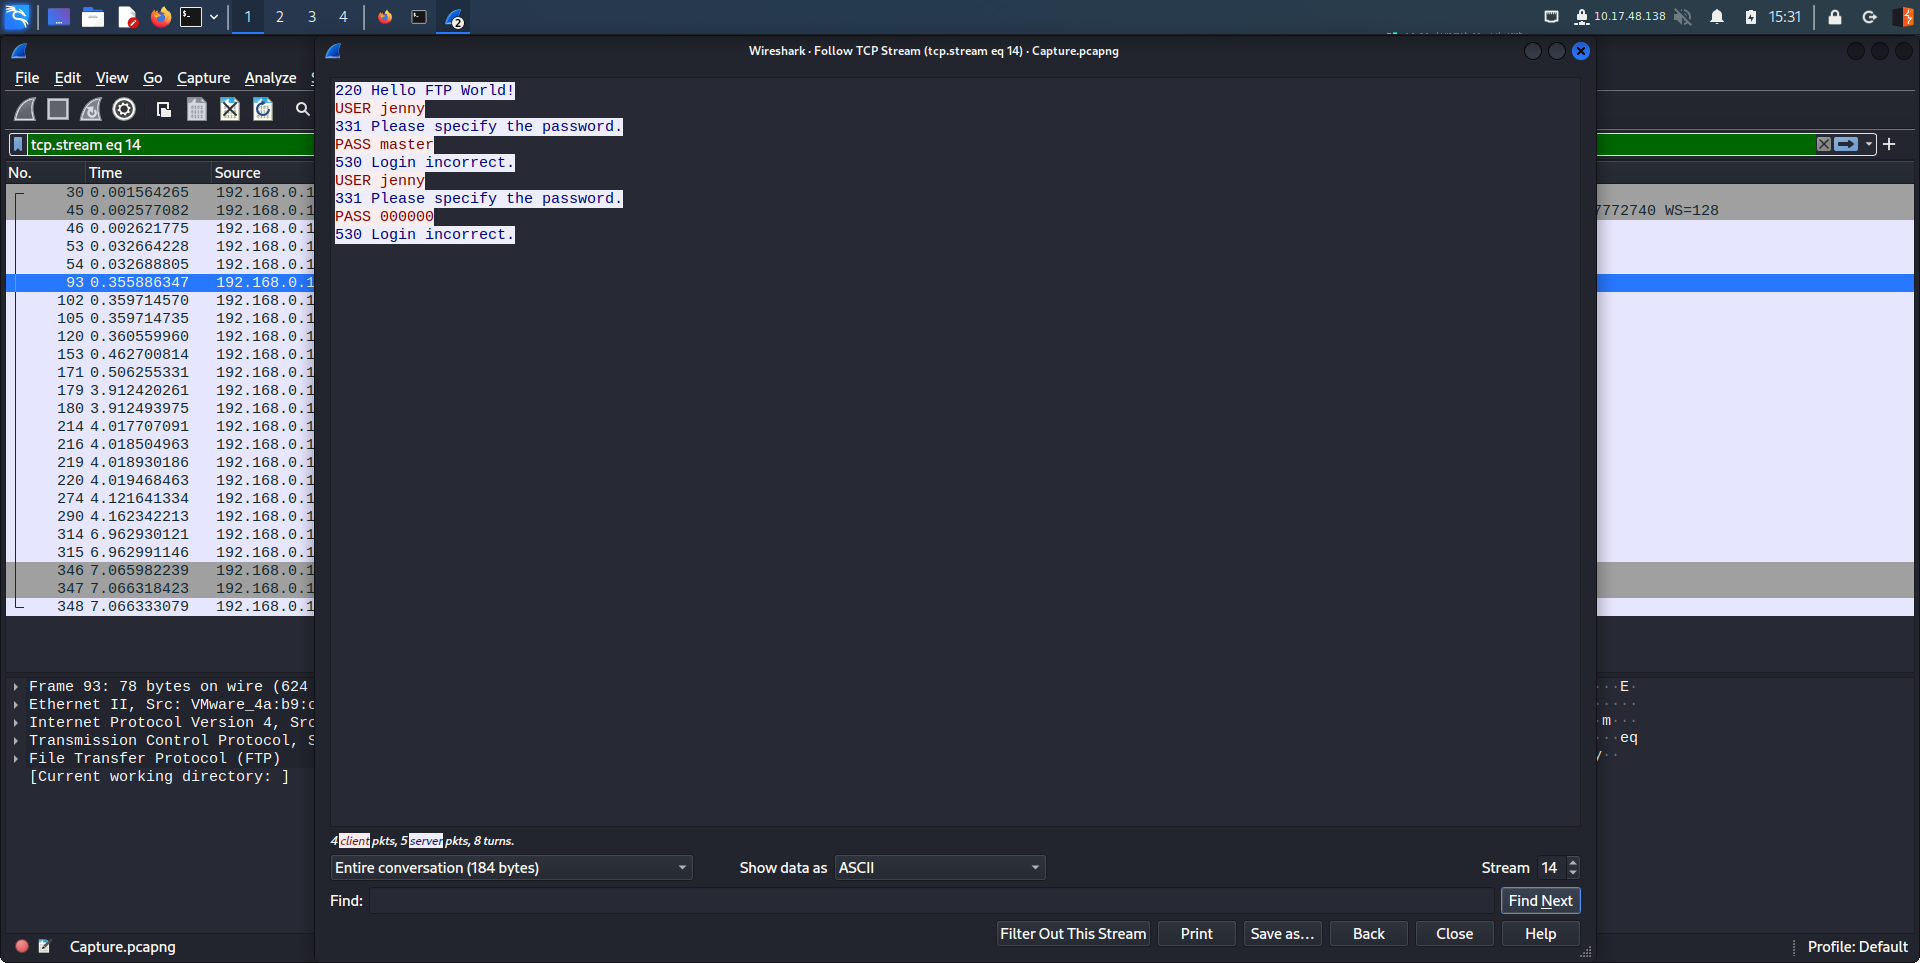 1 2 3 4 2 10.17.48.138 15:31
Wireshark · Follow TCP Stream (tcp.stream eq 14) · Capture.pcapng
File Edit View Go Capture Analyze
tcp.stream eq 14
No. Time Source
30 0.001564265 192.168.0.1
45 0.002577082 192.168.0.1 7772740 WS=128
46 0.002621775 192.168.0.1
53 0.032664228 192.168.0.1
54 0.032688805 192.168.0.1
93 0.355886347 192.168.0.1
102 0.359714570 192.168.0.1
105 0.359714735 192.168.0.1
120 0.360559960 192.168.0.1
153 0.462700814 192.168.0.1
171 0.506255331 192.168.0.1
179 3.912420261 192.168.0.1
180 3.912493975 192.168.0.1
214 4.017707091 192.168.0.1
216 4.018504963 192.168.0.1
219 4.018930186 192.168.0.1
220 4.019468463 192.168.0.1
274 4.121641334 192.168.0.1
290 4.162342213 192.168.0.1
314 6.962930121 192.168.0.1
315 6.962991146 192.168.0.1
346 7.065982239 192.168.0.1
347 7.066318423 192.168.0.1
348 7.066333079 192.168.0.1
Frame 93: 78 bytes on wire (624
Ethernet II, Src: VMware_4a:b9:c
Internet Protocol Version 4, Src
Transmission Control Protocol, S
File Transfer Protocol (FTP)
[Current working directory: ]
220 Hello FTP World!
USER jenny
331 Please specify the password.
PASS master
530 Login incorrect.
USER jenny
331 Please specify the password.
PASS 000000
530 Login incorrect.
···E·
·····
m···
···eq
y··
4 client pkts, 5 server pkts, 8 turns.
Entire conversation (184 bytes) Show data as ASCII Stream 14
Find: Find Next
Filter Out This Stream Print Save as… Back Close Help
Capture.pcapng Profile: Default